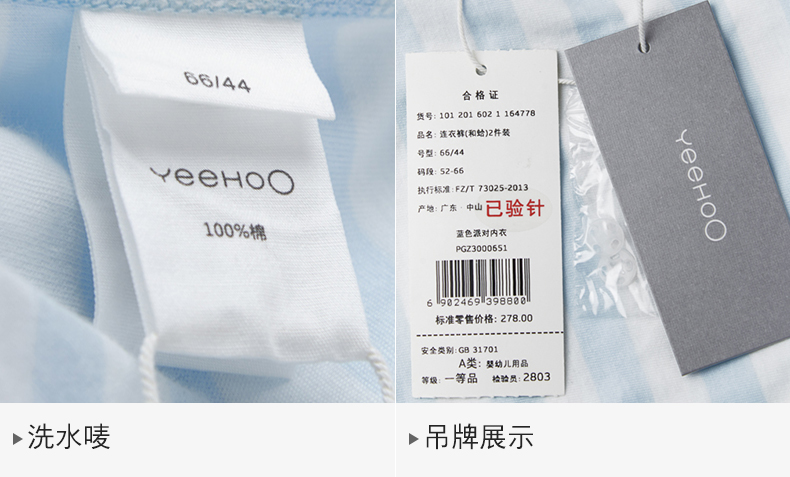 66/44
YeeHoO
100%棉
合格证
货号: 101 201 602 1 164778
品名: 连衣裤(和蛤)2件装
号型: 66/44
码段: 52-66
执行标准: FZ/T 73025-2013
产地: 广东·中山 已验针
蓝色派对内衣
PGZ3000651
6 902469 398800
标准零售价格: 278.00
安全类别: GB 31701
A类: 婴幼儿用品
等级: 一等品 检验员: 2803
YeeHoO
洗水唛
吊牌展示